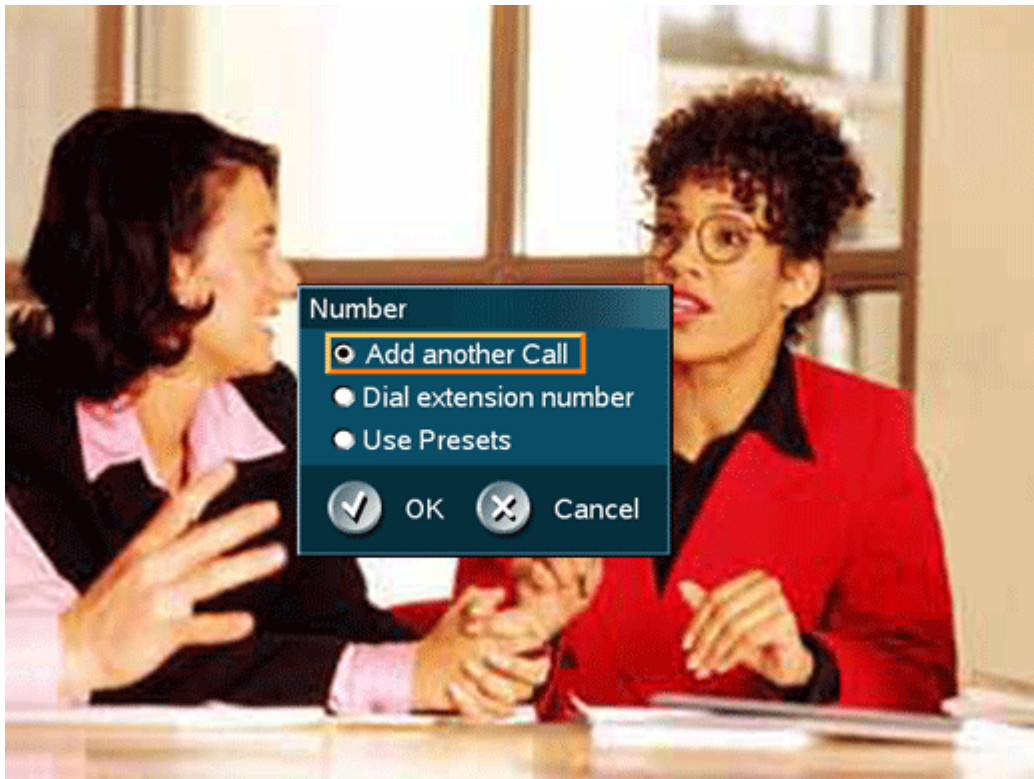 Number
Add another Call
Dial extension number
Use Presets
OK Cancel